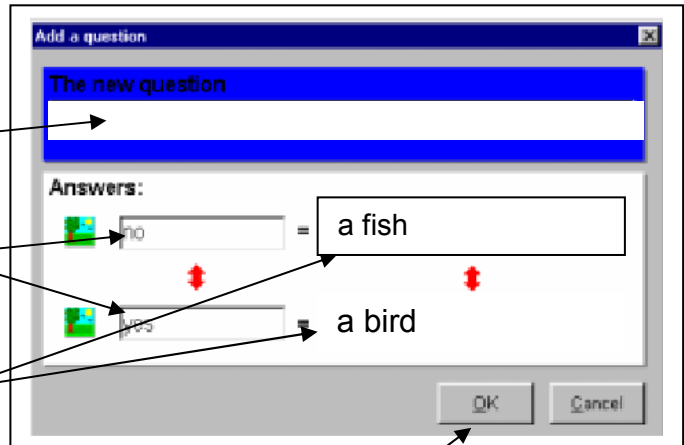 Add a question
The new question
Answers:
no = a fish
yes = a bird
OK Cancel